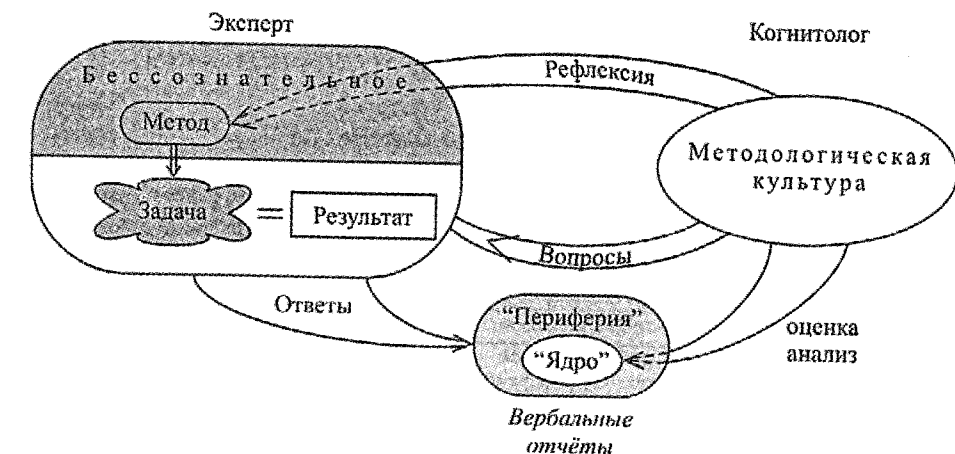 Эксперт
Когнитолог
Бессознательное
Рефлексия
Метод
Методологическая
культура
Задача
=
Результат
Вопросы
Ответы
“Периферия”
“Ядро”
оценка
анализ
Вербальные
отчёты